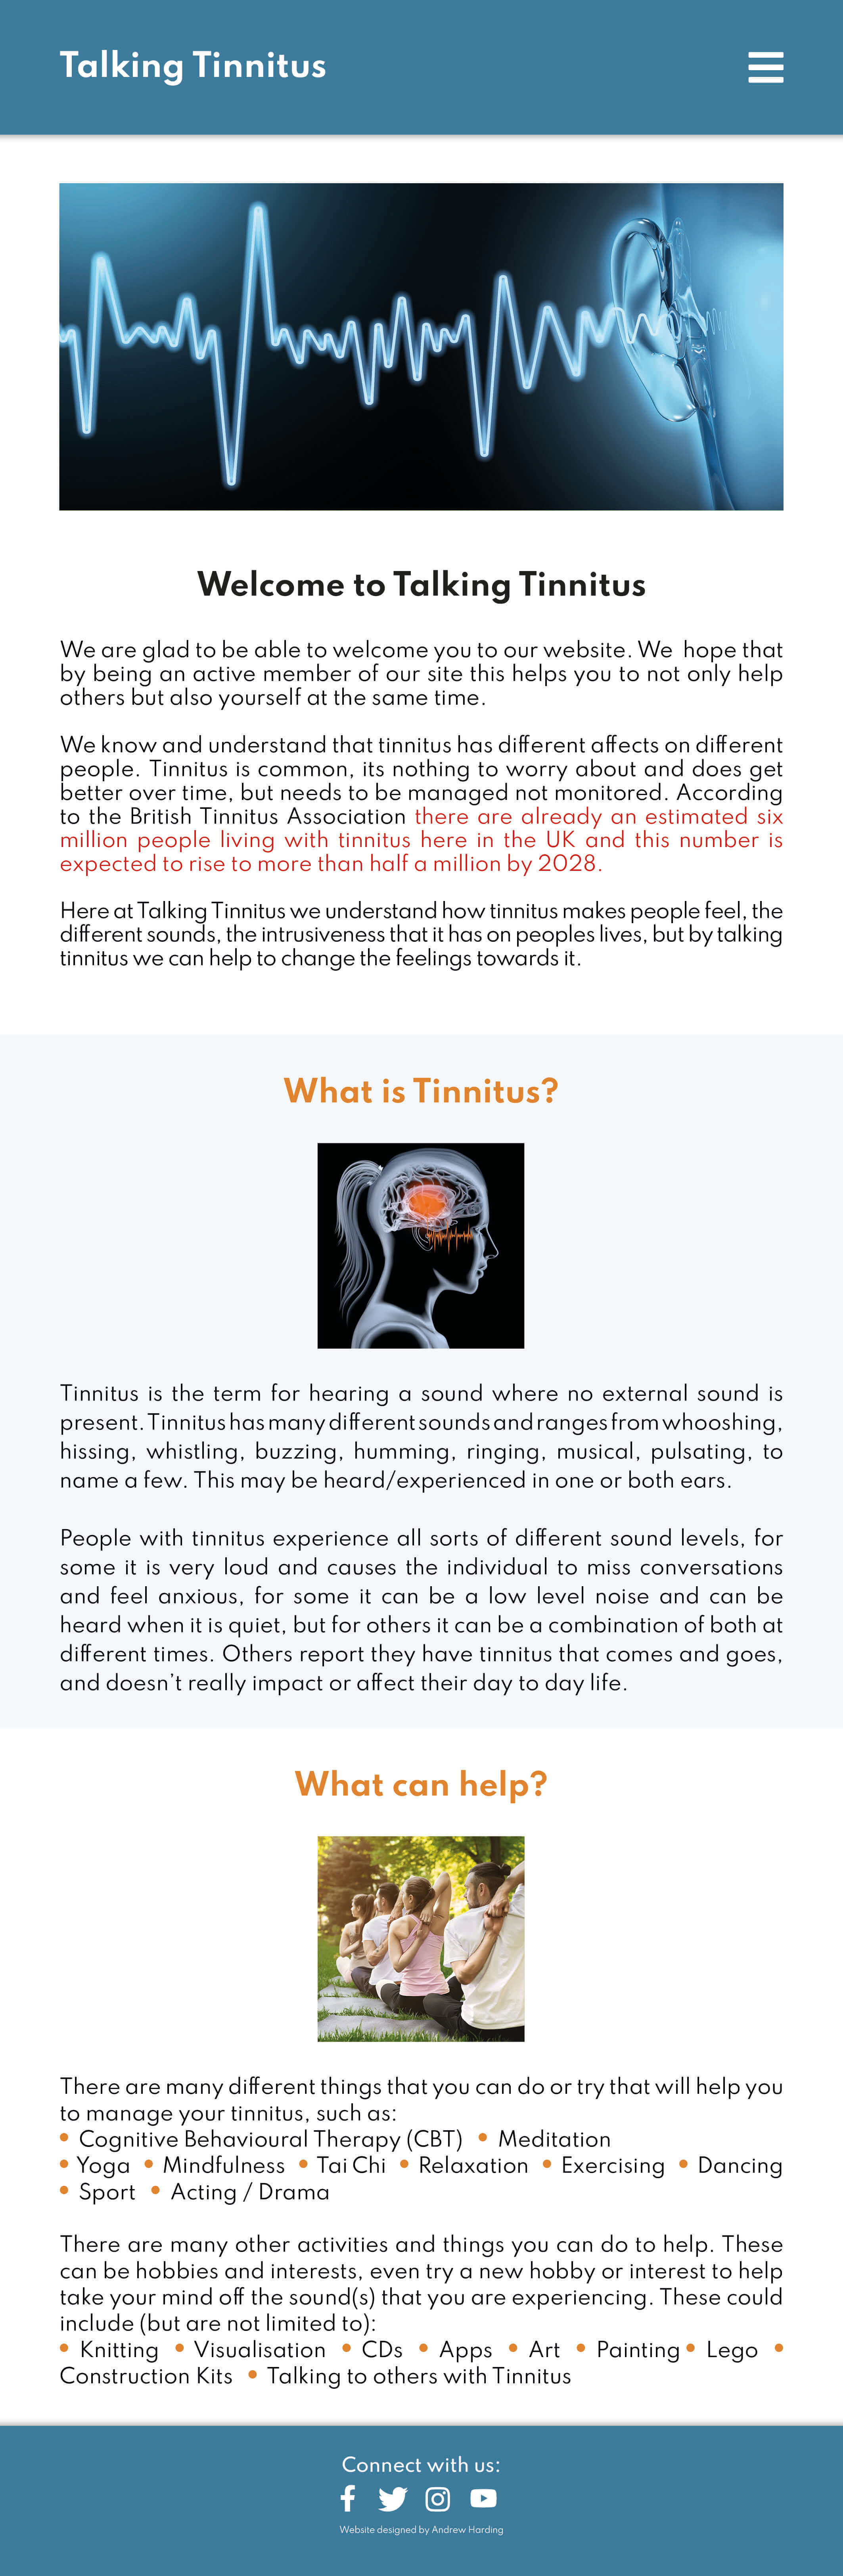 Talking Tinnitus
Welcome to Talking Tinnitus
We are glad to be able to welcome you to our website. We hope that
by being an active member of our site this helps you to not only help
others but also yourself at the same time.
We know and understand that tinnitus has different affects on different
people. Tinnitus is common, its nothing to worry about and does get
better over time, but needs to be managed not monitored. According
to the British Tinnitus Association there are already an estimated six
million people living with tinnitus here in the UK and this number is
expected to rise to more than half a million by 2028.
Here at Talking Tinnitus we understand how tinnitus makes people feel, the
different sounds, the intrusiveness that it has on peoples lives, but by talking
tinnitus we can help to change the feelings towards it.
What is Tinnitus?
Tinnitus is the term for hearing a sound where no external sound is
present. Tinnitus has many different sounds and ranges from whooshing,
hissing, whistling, buzzing, humming, ringing, musical, pulsating, to
name a few. This may be heard/experienced in one or both ears.
People with tinnitus experience all sorts of different sound levels, for
some it is very loud and causes the individual to miss conversations
and feel anxious, for some it can be a low level noise and can be
heard when it is quiet, but for others it can be a combination of both at
different times. Others report they have tinnitus that comes and goes,
and doesn’t really impact or affect their day to day life.
What can help?
There are many different things that you can do or try that will help you
to manage your tinnitus, such as:
• Cognitive Behavioural Therapy (CBT) • Meditation
• Yoga • Mindfulness • Tai Chi • Relaxation • Exercising • Dancing
• Sport • Acting / Drama
There are many other activities and things you can do to help. These
can be hobbies and interests, even try a new hobby or interest to help
take your mind off the sound(s) that you are experiencing. These could
include (but are not limited to):
• Knitting • Visualisation • CDs • Apps • Art • Painting • Lego •
Construction Kits • Talking to others with Tinnitus
Connect with us:
Website designed by Andrew Harding